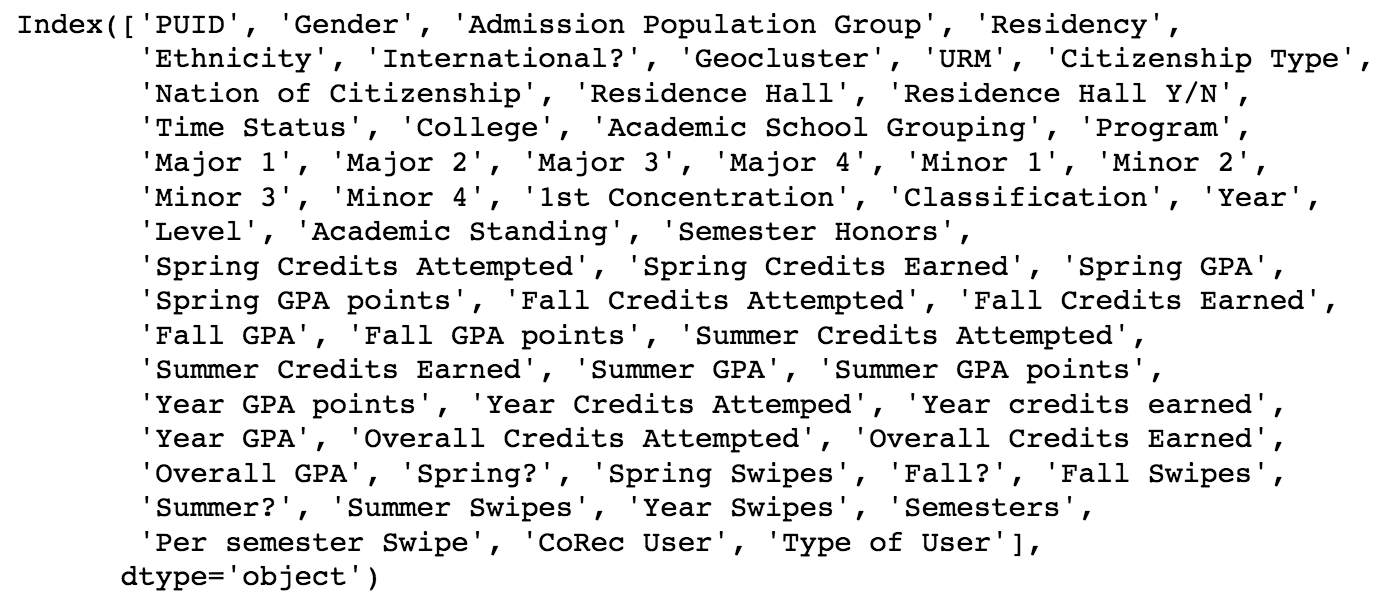 Index(['PUID', 'Gender', 'Admission Population Group', 'Residency',
'Ethnicity', 'International?', 'Geocluster', 'URM', 'Citizenship Type',
'Nation of Citizenship', 'Residence Hall', 'Residence Hall Y/N',
'Time Status', 'College', 'Academic School Grouping', 'Program',
'Major 1', 'Major 2', 'Major 3', 'Major 4', 'Minor 1', 'Minor 2',
'Minor 3', 'Minor 4', '1st Concentration', 'Classification', 'Year',
'Level', 'Academic Standing', 'Semester Honors',
'Spring Credits Attempted', 'Spring Credits Earned', 'Spring GPA',
'Spring GPA points', 'Fall Credits Attempted', 'Fall Credits Earned',
'Fall GPA', 'Fall GPA points', 'Summer Credits Attempted',
'Summer Credits Earned', 'Summer GPA', 'Summer GPA points',
'Year GPA points', 'Year Credits Attemped', 'Year credits earned',
'Year GPA', 'Overall Credits Attempted', 'Overall Credits Earned',
'Overall GPA', 'Spring?', 'Spring Swipes', 'Fall?', 'Fall Swipes',
'Summer?', 'Summer Swipes', 'Year Swipes', 'Semesters',
'Per semester Swipe', 'CoRec User', 'Type of User'],
dtype='object')